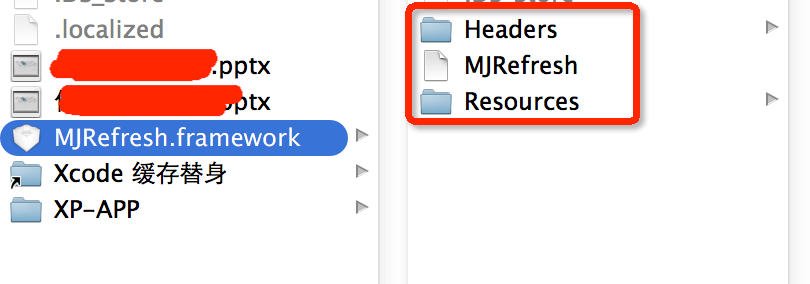 .localized
.pptx
pptx
MJRefresh.framework
Xcode 缓存替身
XP-APP
Headers
MJRefresh
Resources